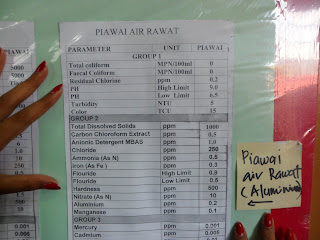 PIAWAI AIR RAWAT
PARAMETER UNIT PIAWAI
GROUP 1
Total coliform MPN/100ml 0
Faecal Coliform MPN/100ml 0
Residual Chlorine ppm 0.2
PH High Limit 9.0
PH Low Limit 6.5
Turbidity NTU 5
Color TCU 15
GROUP 2
Total Dissolved Solids ppm 1000
Carbon Chloroform Extract ppm 0.5
Anionic Detergent MBAS ppm 1.0
Chloride ppm 250
Ammonia (As N) ppm 0.5
Iron (As Fe) ppm 0.3
Flouride High Limit 0.9
Flouride Low Limit 0.5
Hardness ppm 500
Nitrate (As N) ppm 10
Aluminium ppm 0.2
Manganese ppm 0.1
GROUP 3
Mercury ppm 0.001
Cadmium ppm
Piawai
air Rawat
(Aluminium)